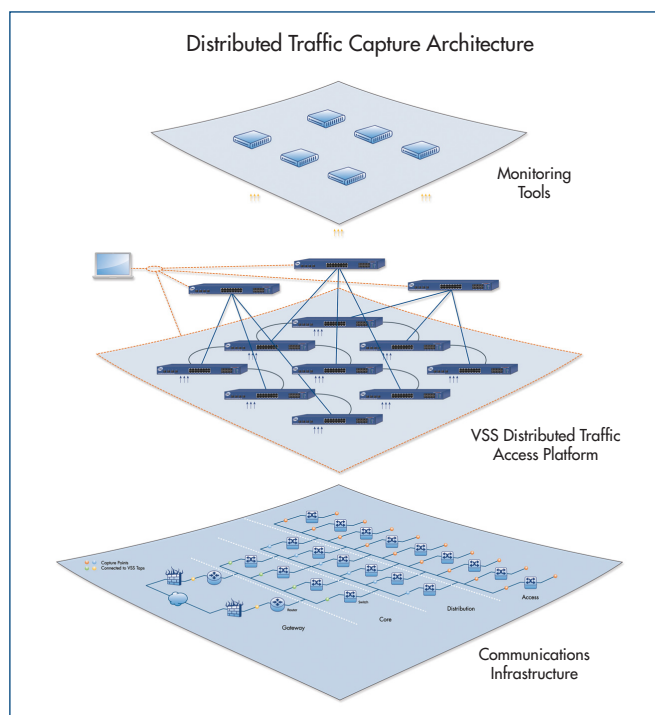 Distributed Traffic Capture Architecture
Monitoring
Tools
VSS Distributed Traffic
Access Platform
Capture Points
Connected to VSS Taps
Router
Switch
Gateway
Core
Distribution
Access
Communications
Infrastructure